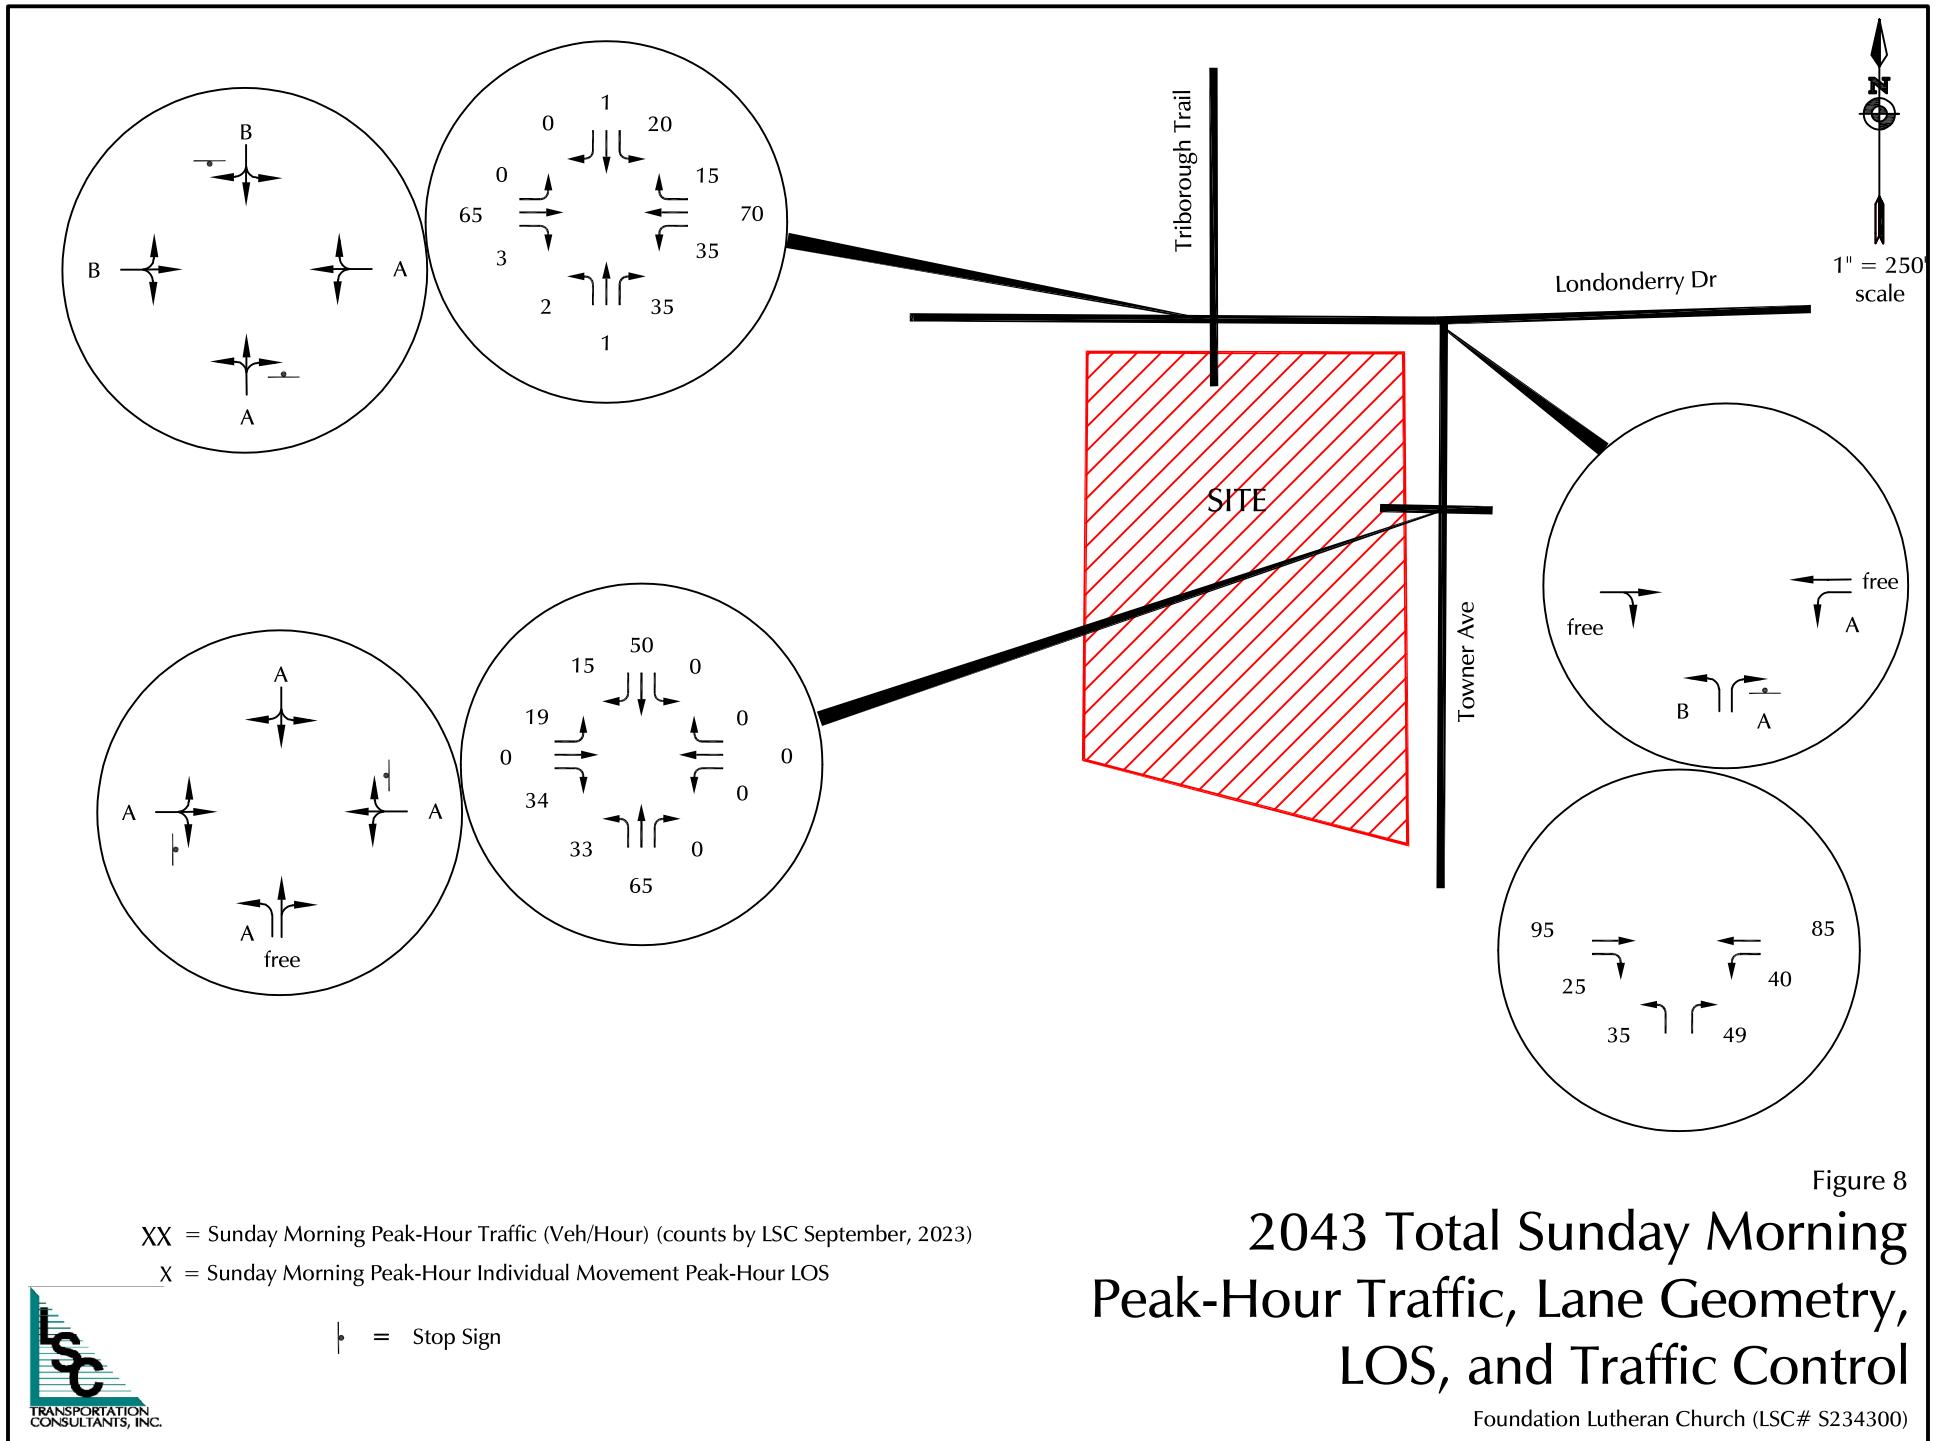 B
B
A
A
1
0
20
0
15
65
70
3
35
2
35
1
Triborough Trail
Londonderry Dr
N
1" = 250'
scale
SITE
Towner Ave
free
free
A
B
A
A
A
A
A
free
50
15
0
19
0
0
0
34
0
33
0
65
95
85
25
40
35
49
Figure 8
2043 Total Sunday Morning
Peak-Hour Traffic, Lane Geometry,
LOS, and Traffic Control
Foundation Lutheran Church (LSC# S234300)
XX = Sunday Morning Peak-Hour Traffic (Veh/Hour) (counts by LSC September, 2023)
X = Sunday Morning Peak-Hour Individual Movement Peak-Hour LOS
= Stop Sign
LSC
TRANSPORTATION
CONSULTANTS, INC.